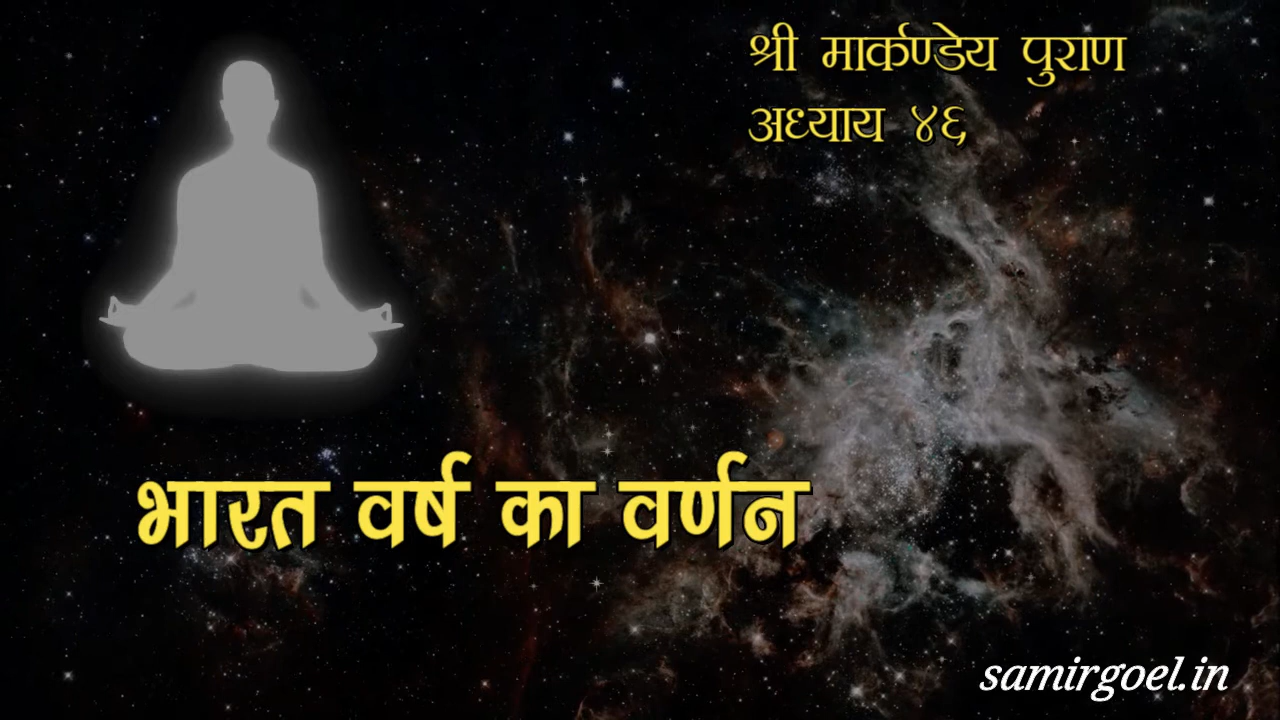 श्री मार्कण्डेय पुराण
अध्याय ४६
भारत वर्ष का वर्णन
samirgoel.in